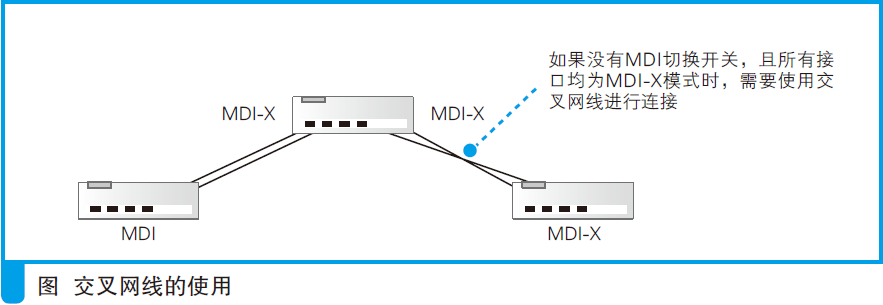 如果没有MDI切换开关，且所有接
口均为MDI-X模式时，需要使用交
叉网线进行连接
MDI-X
MDI-X
MDI
MDI-X
图 交叉网线的使用